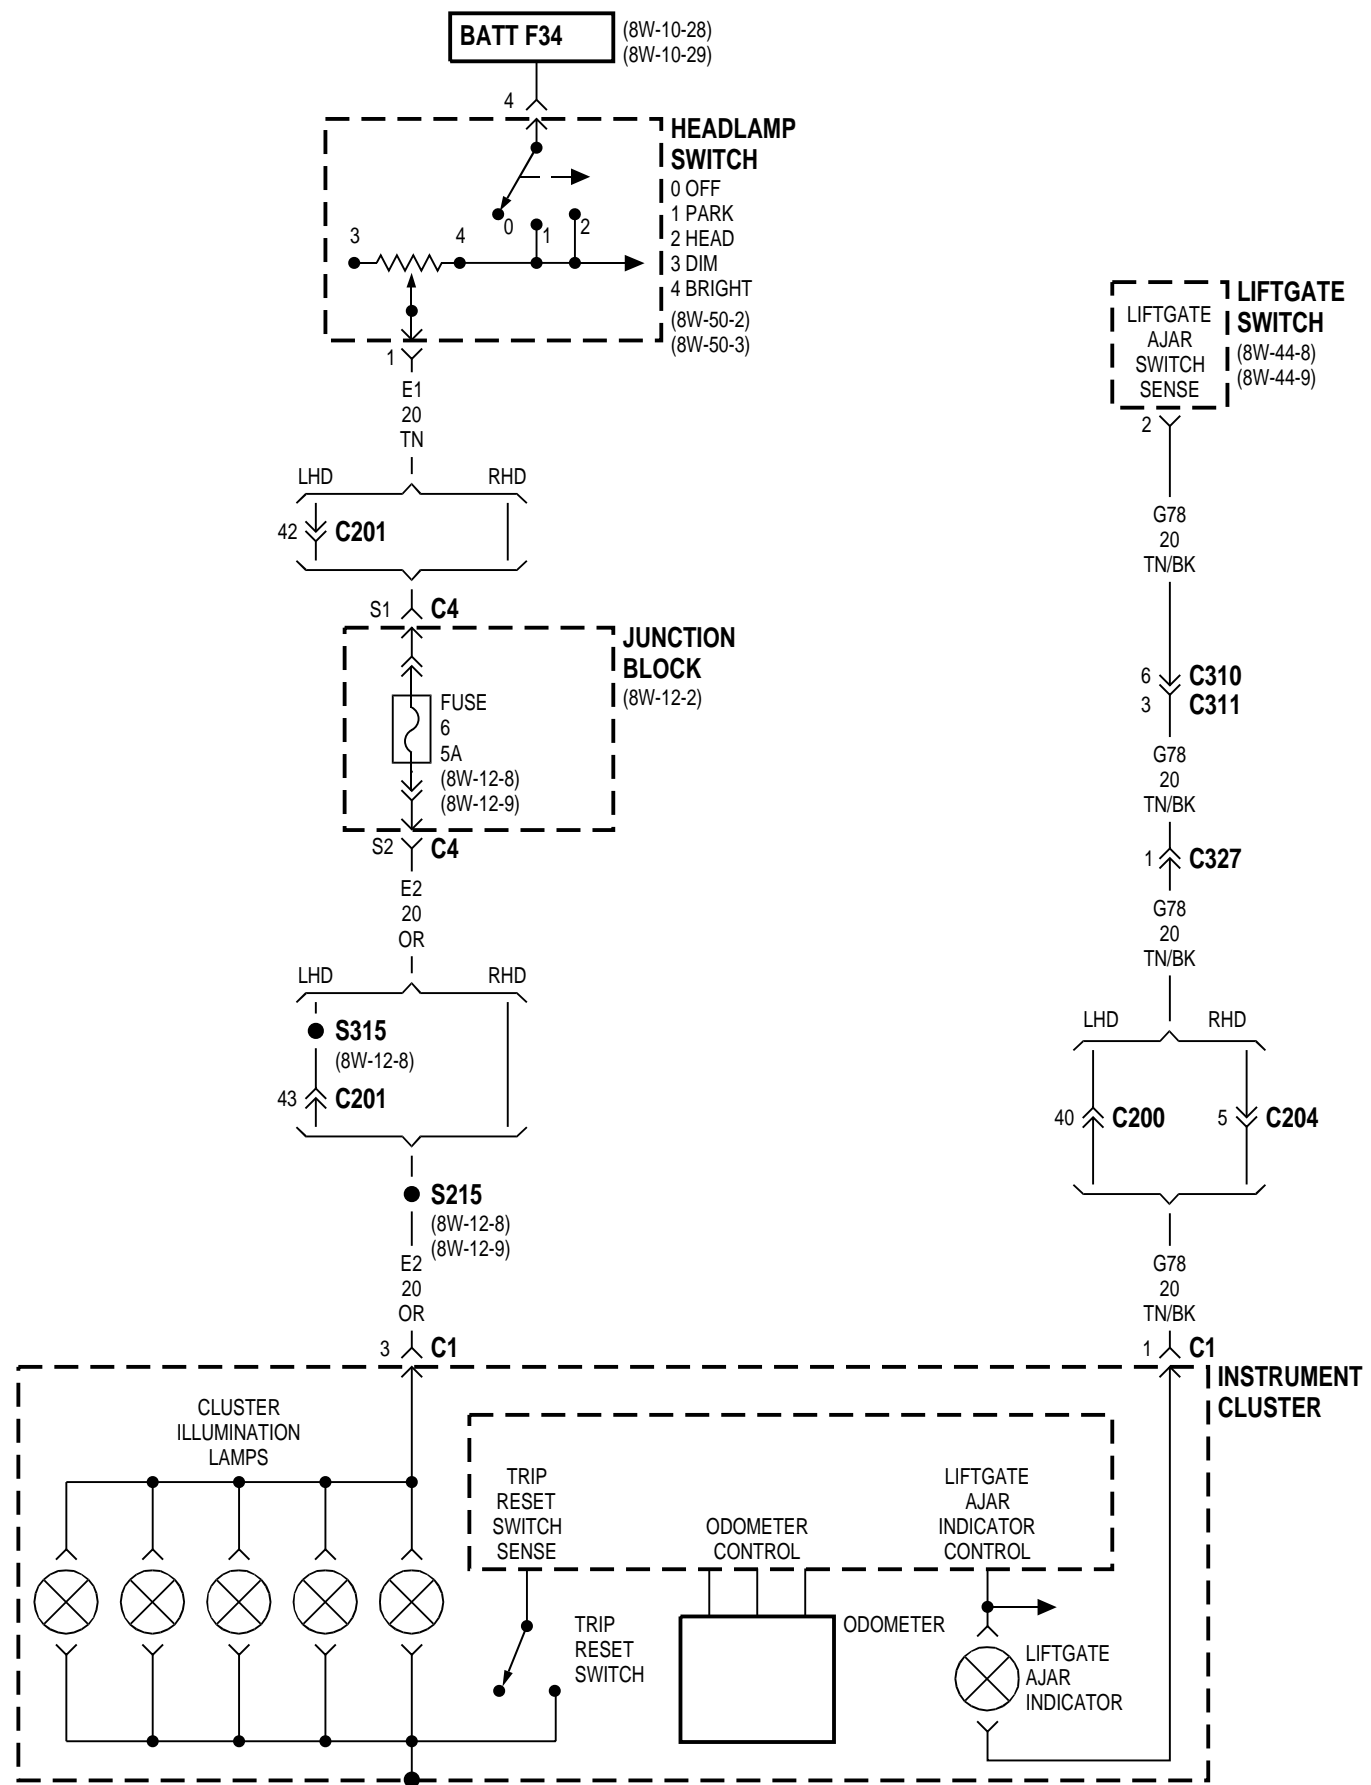 BATT F34
(8W-10-28)
(8W-10-29)
4
HEADLAMP
SWITCH
0 OFF
1 PARK
2 HEAD
3 DIM
4 BRIGHT
(8W-50-2)
(8W-50-3)
0
1
2
3
4
1
E1
20
TN
LHD
RHD
42
C201
S1
C4
JUNCTION
BLOCK
(8W-12-2)
FUSE
6
5A
(8W-12-8)
(8W-12-9)
S2
C4
E2
20
OR
LHD
RHD
S315
(8W-12-8)
43
C201
S215
(8W-12-8)
(8W-12-9)
E2
20
OR
3
C1
LIFTGATE
SWITCH
(8W-44-8)
(8W-44-9)
LIFTGATE
AJAR
SWITCH
SENSE
2
G78
20
TN/BK
6
C310
3
C311
G78
20
TN/BK
1
C327
G78
20
TN/BK
LHD
RHD
40
C200
5
C204
G78
20
TN/BK
1
C1
INSTRUMENT
CLUSTER
CLUSTER
ILLUMINATION
LAMPS
TRIP
RESET
SWITCH
SENSE
ODOMETER
CONTROL
LIFTGATE
AJAR
INDICATOR
CONTROL
TRIP
RESET
SWITCH
ODOMETER
LIFTGATE
AJAR
INDICATOR